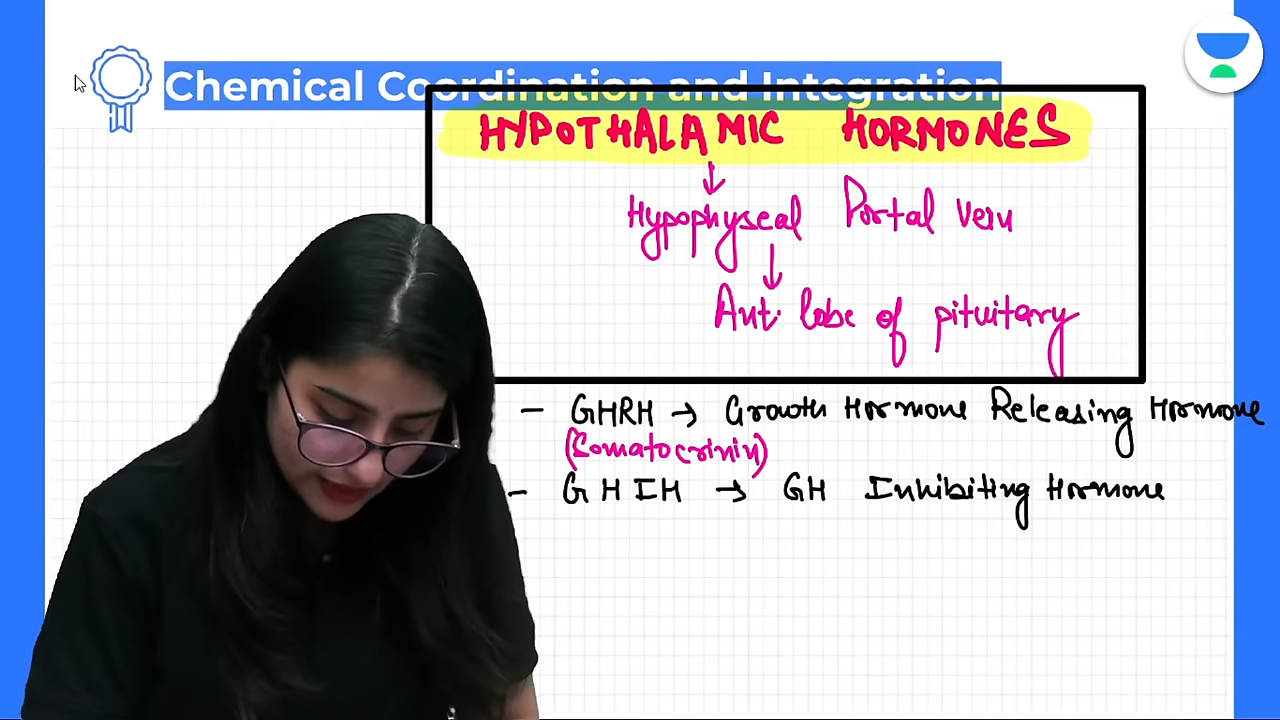 Chemical Coordination and Integration
HYPOTHALAMIC HORMONES
↓
Hypophyseal Portal vein
↓
Ant. lobe of pituitary
- GHRH → Growth Hormone Releasing Hormone
(Somatocrinin)
- GHIH → GH Inhibiting Hormone